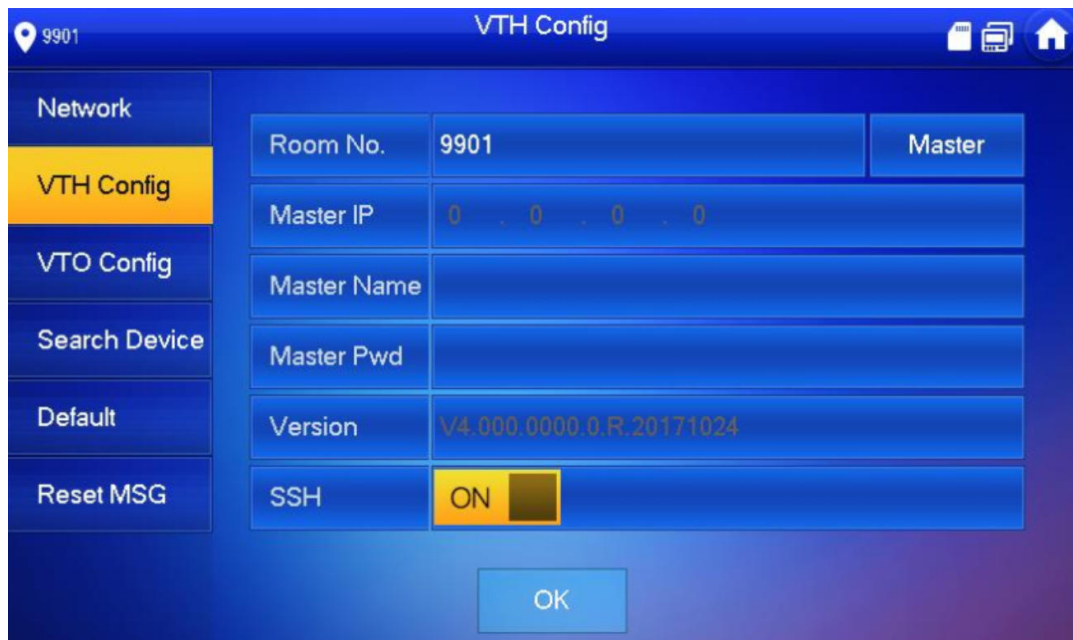 9901
VTH Config
Network
VTH Config
VTO Config
Search Device
Default
Reset MSG
Room No. 9901 Master
Master IP 0 . 0 . 0 . 0
Master Name
Master Pwd
Version V4.000.0000.0.R.20171024
SSH ON
OK